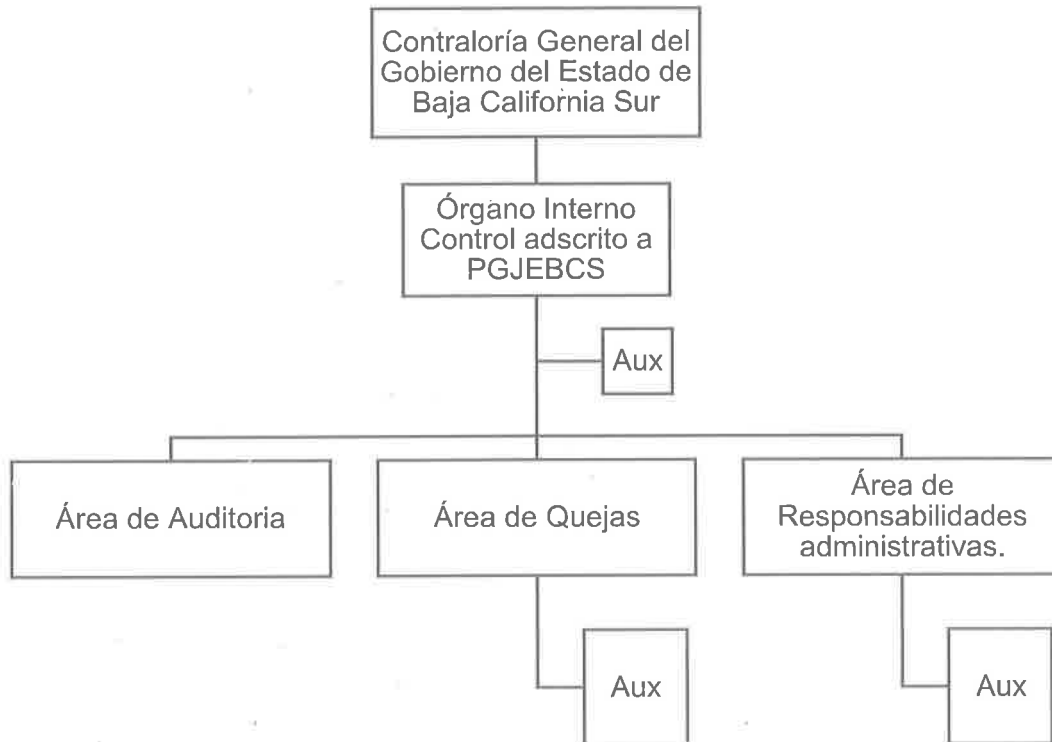 Contraloría General del
Gobierno del Estado de
Baja California Sur
Órgano Interno
Control adscrito a
PGJEBCS
Aux
Área de Auditoria
Área de Quejas
Área de
Responsabilidades
administrativas.
Aux
Aux